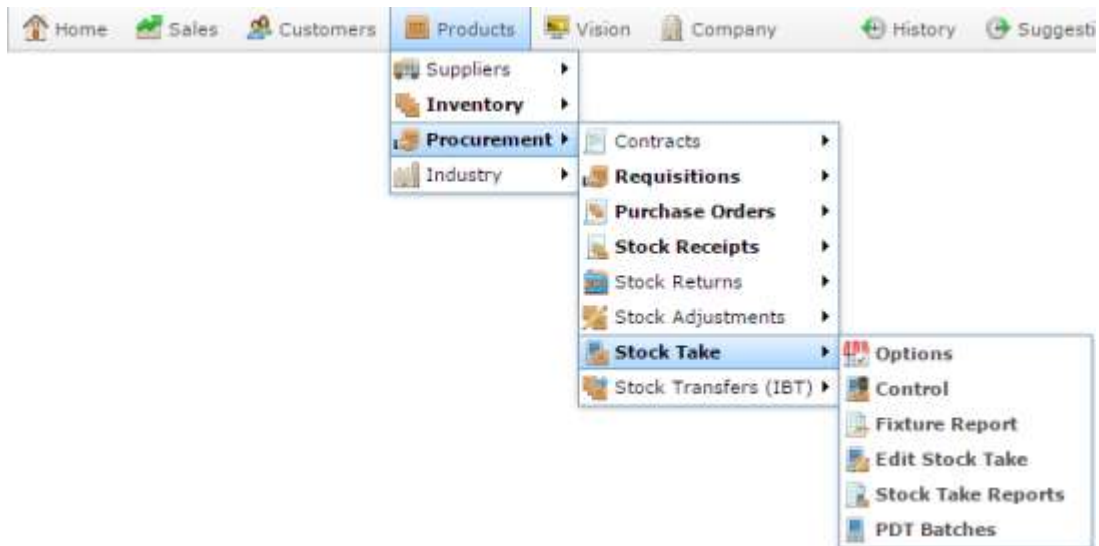 Home Sales Customers Products Vision Company History Suggesti
Suppliers
Inventory
Procurement
Industry
Contracts
Requisitions
Purchase Orders
Stock Receipts
Stock Returns
Stock Adjustments
Stock Take
Stock Transfers (IBT)
Options
Control
Fixture Report
Edit Stock Take
Stock Take Reports
PDT Batches